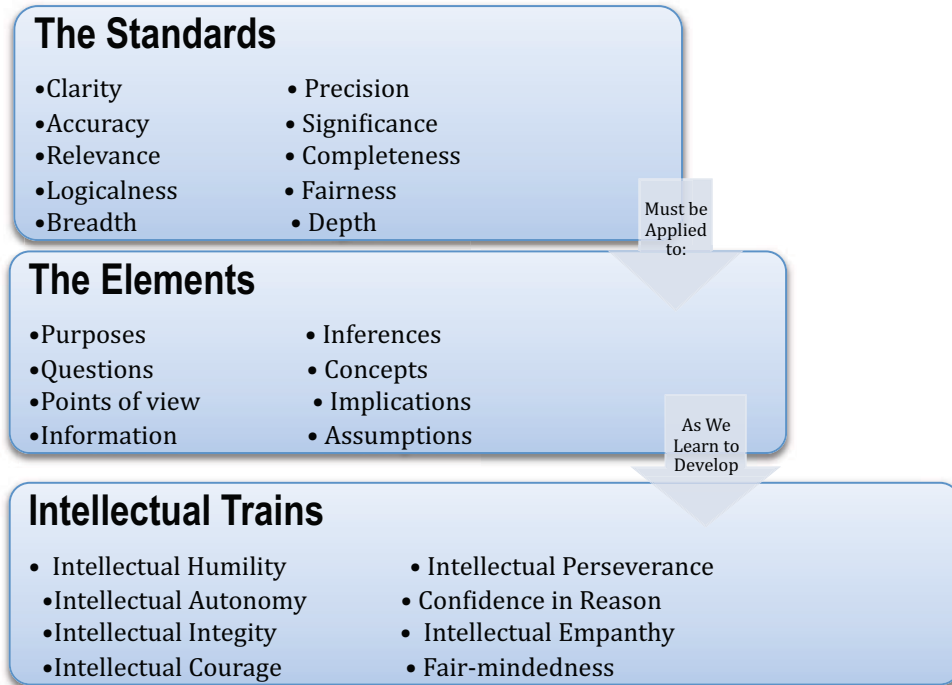 The Standards
•Clarity • Precision
•Accuracy • Significance
•Relevance • Completeness
•Logicalness • Fairness
•Breadth • Depth
Must be
Applied
to:
The Elements
•Purposes • Inferences
•Questions • Concepts
•Points of view • Implications
•Information • Assumptions
As We
Learn to
Develop
Intellectual Trains
• Intellectual Humility • Intellectual Perseverance
•Intellectual Autonomy • Confidence in Reason
•Intellectual Integity • Intellectual Empanthy
•Intellectual Courage • Fair-mindedness